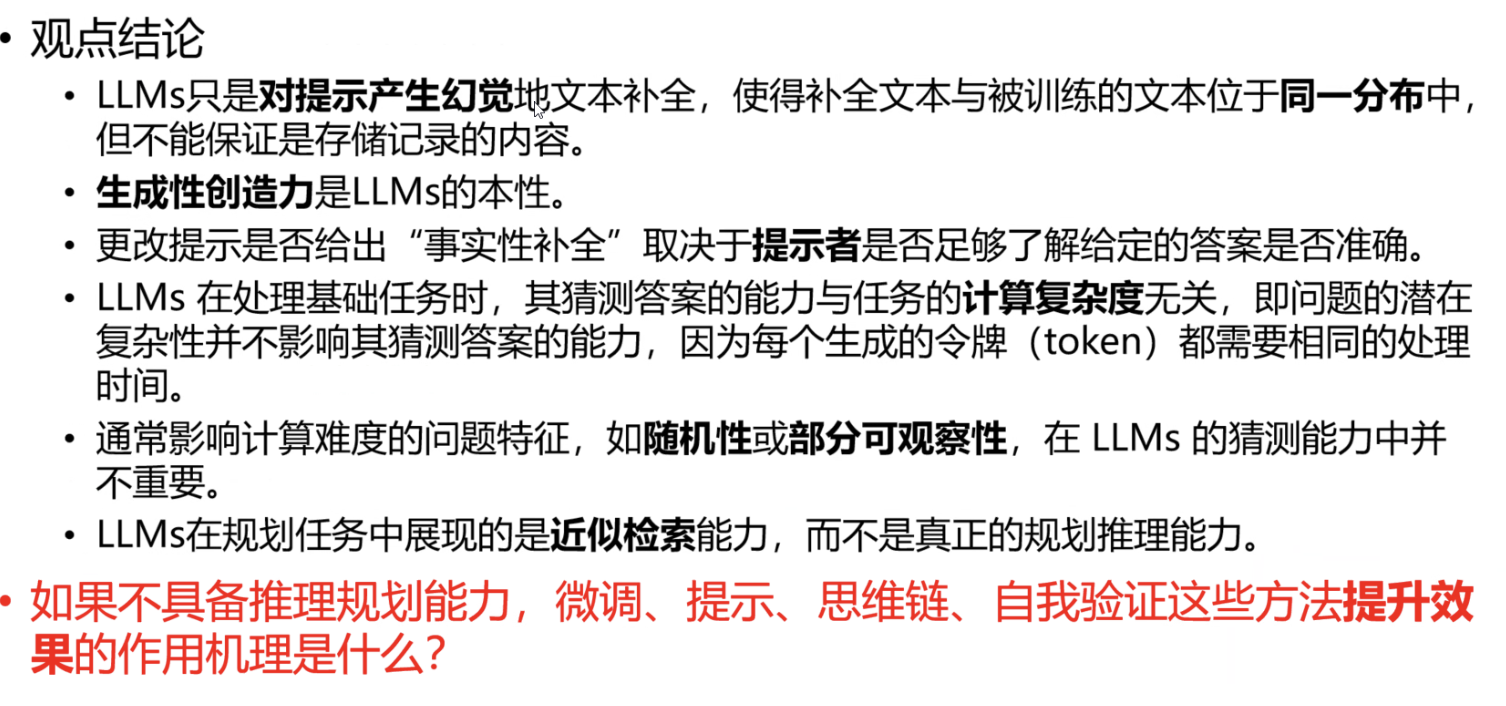 • 观点结论
• LLMs只是对提示产生幻觉地文本补全，使得补全文本与被训练的文本位于同一分布中，
但不能保证是存储记录的内容。
• 生成性创造力是LLMs的本性。
• 更改提示是否给出“事实性补全”取决于提示者是否足够了解给定的答案是否准确。
• LLMs 在处理基础任务时，其猜测答案的能力与任务的计算复杂度无关，即问题的潜在
复杂性并不影响其猜测答案的能力，因为每个生成的令牌（token）都需要相同的处理
时间。
• 通常影响计算难度的问题特征，如随机性或部分可观察性，在 LLMs 的猜测能力中并
不重要。
• LLMs在规划任务中展现的是近似检索能力，而不是真正的规划推理能力。
• 如果不具备推理规划能力，微调、提示、思维链、自我验证这些方法提升效
果的作用机理是什么？